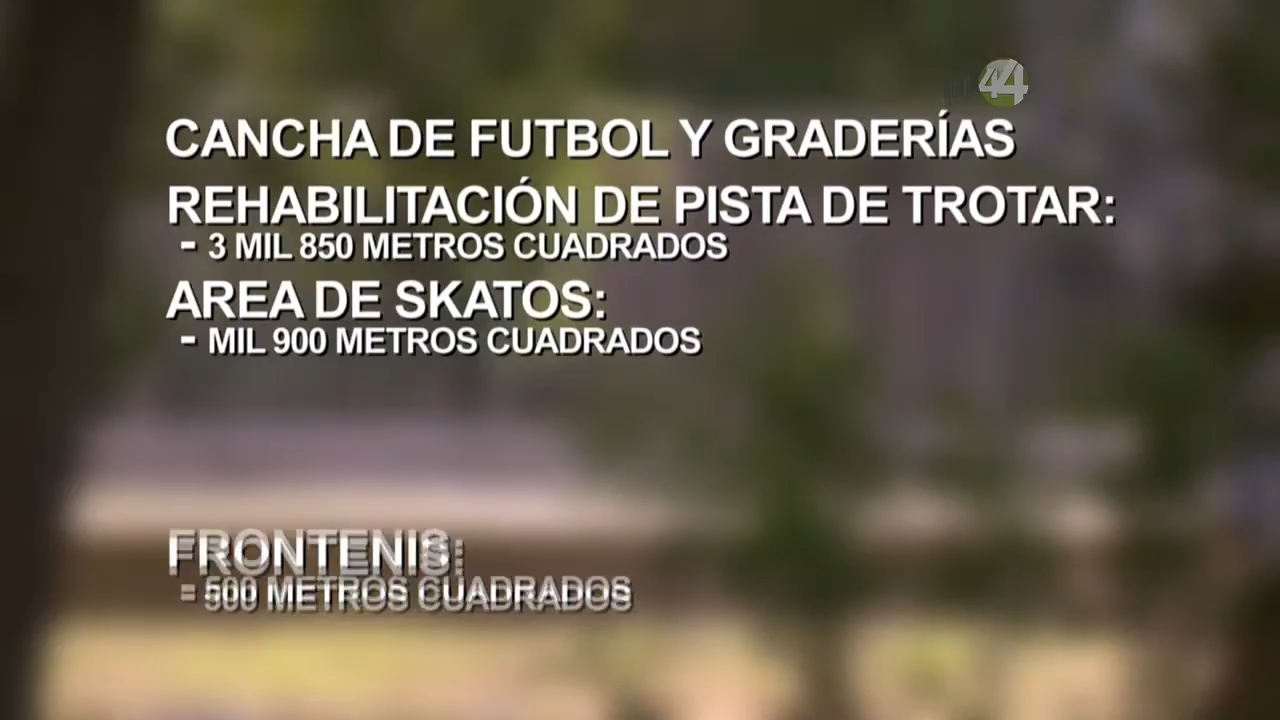 44
CANCHA DE FUTBOL Y GRADERÍAS
REHABILITACIÓN DE PISTA DE TROTAR:
- 3 MIL 850 METROS CUADRADOS
AREA DE SKATOS:
- MIL 900 METROS CUADRADOS
FRONTENIS:
- 500 METROS CUADRADOS